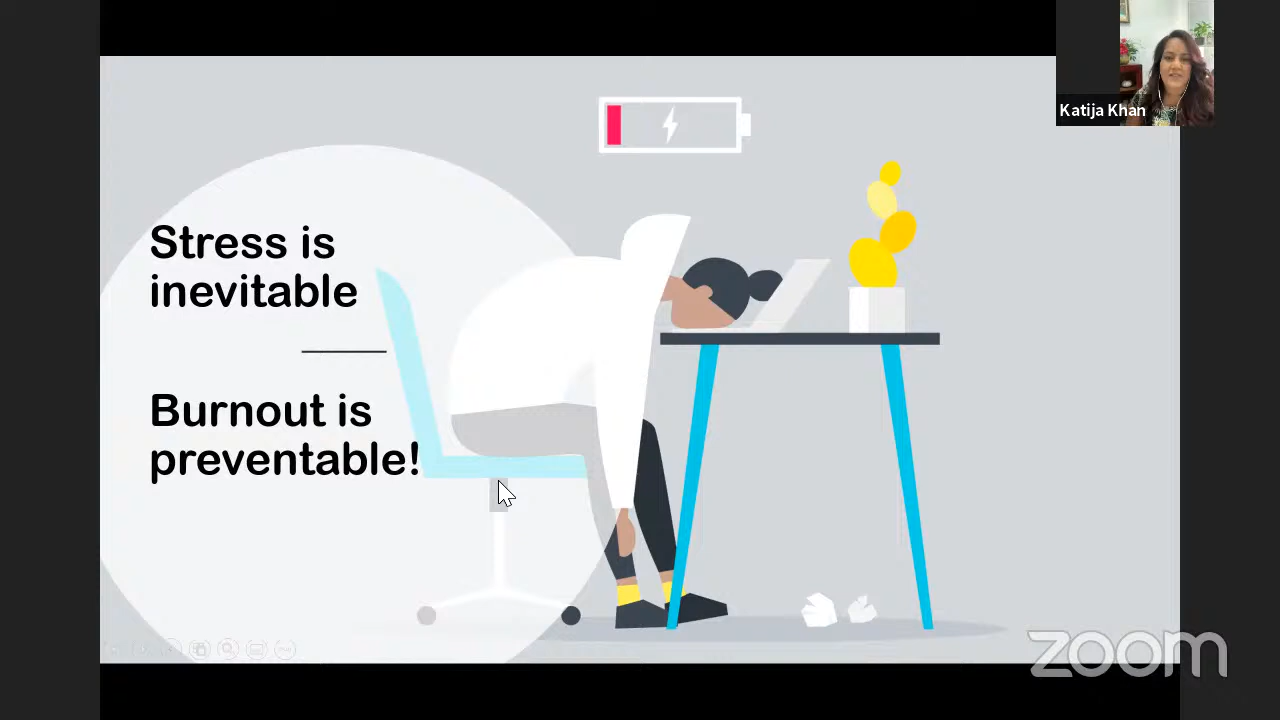 Katija Khan
Stress is
inevitable
Burnout is
preventable!
zoom